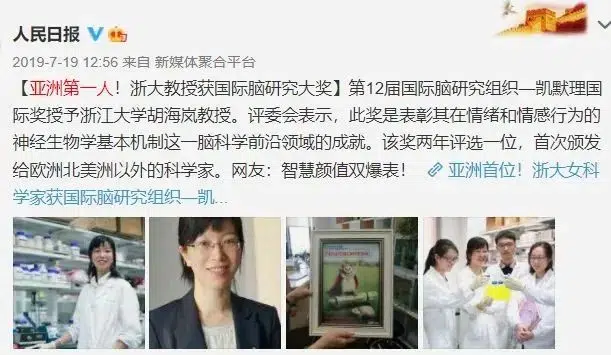 人民日报
2019-7-19 12:56 来自 新媒体聚合平台
【亚洲第一人！浙大教授获国际脑研究大奖】第12届国际脑研究组织—凯默理国
际奖授予浙江大学胡海岚教授。评委会表示，此奖是表彰其在情绪和情感行为的
神经生物学基本机制这一脑科学前沿领域的成就。该奖两年评选一位，首次颁发
给欧洲北美洲以外的科学家。网友：智慧颜值双爆表！ 亚洲首位！浙大女科
学家获国际脑研究组织—凯...